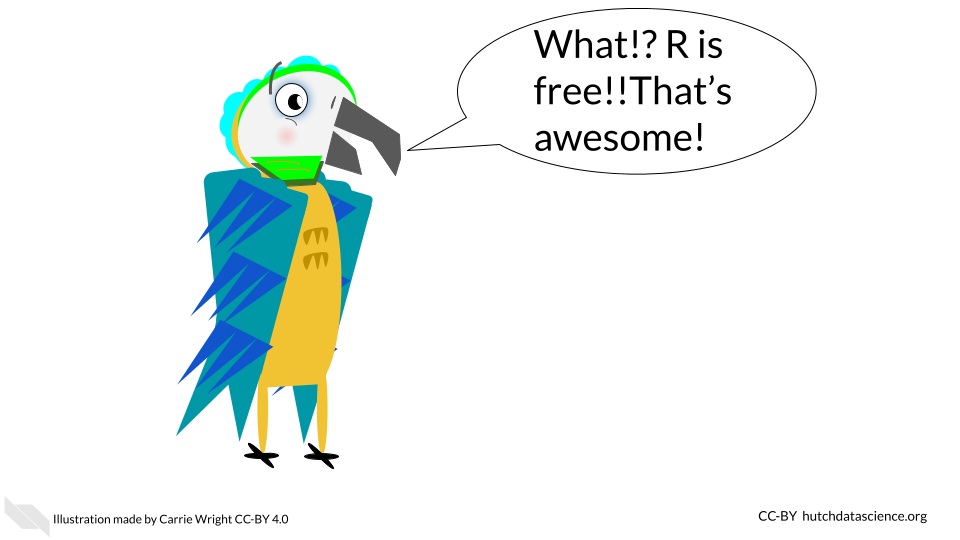 What!? R is
free!!That’s
awesome!
Illustration made by Carrie Wright CC-BY 4.0
CC-BY hutchdatascience.org